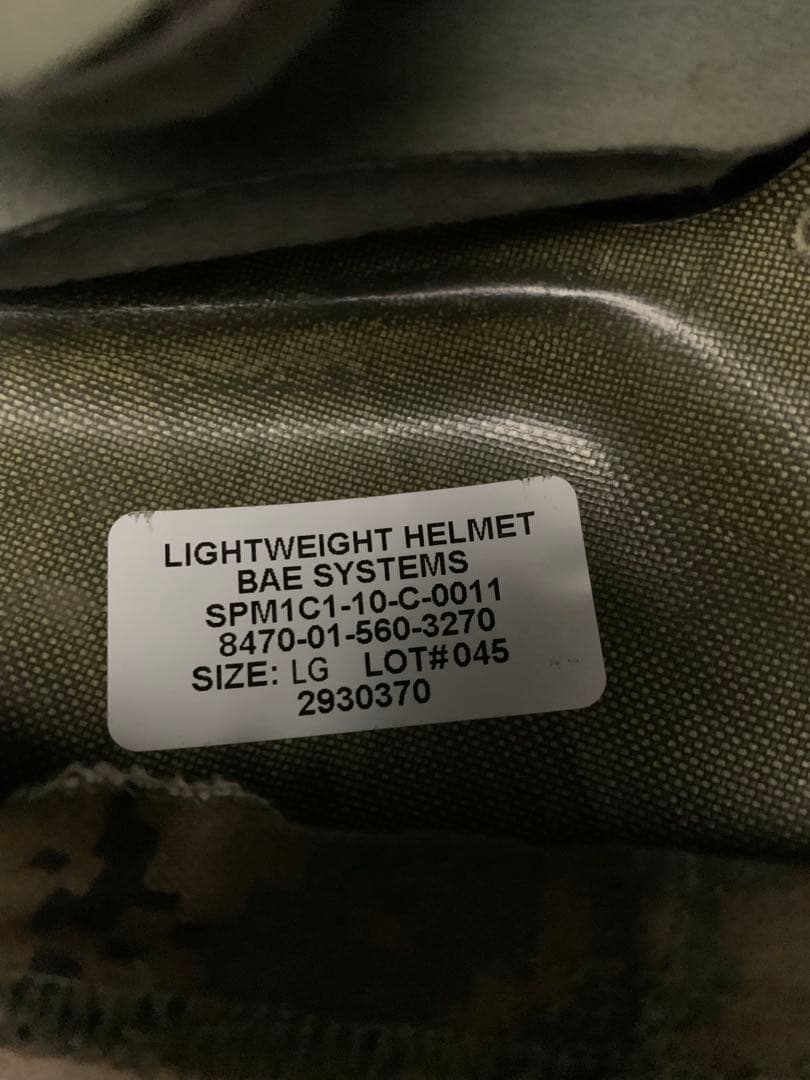 LIGHTWEIGHT HELMET
BAE SYSTEMS
SPM1C1-10-C-0011
8470-01-560-3270
SIZE: LG LOT#045
2930370